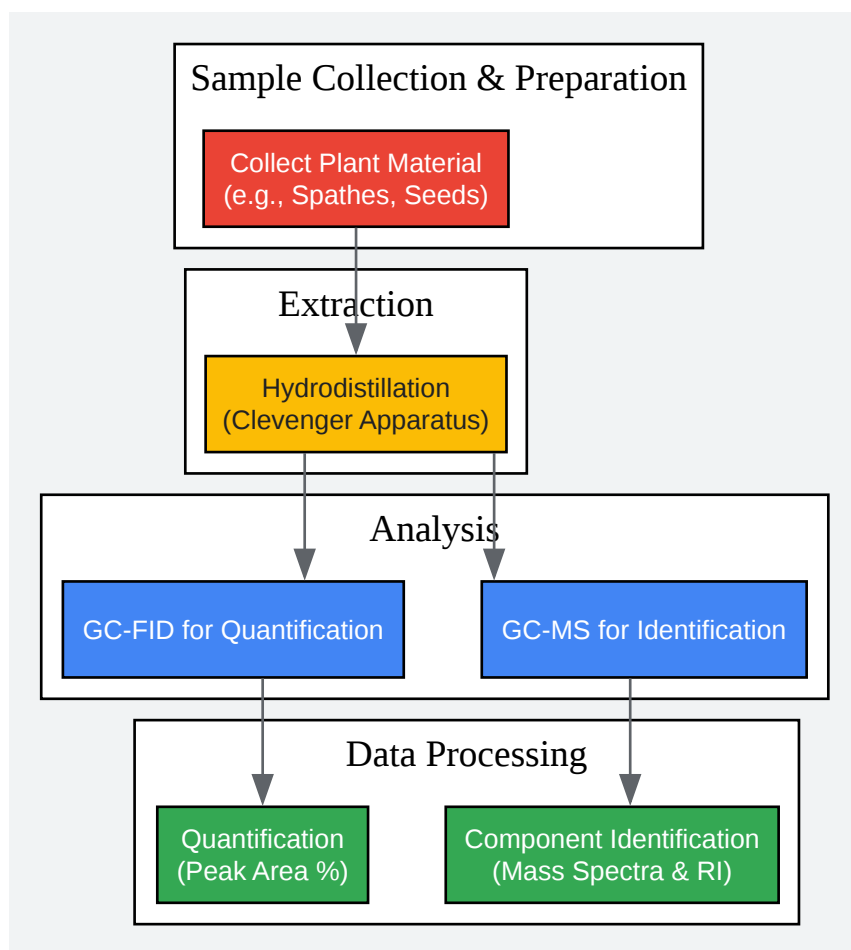 Sample Collection & Preparation
Collect Plant Material
(e.g., Spathes, Seeds)
Extraction
Hydrodistillation
(Clevenger Apparatus)
Analysis
GC-FID for Quantification
GC-MS for Identification
Data Processing
Quantification
(Peak Area %)
Component Identification
(Mass Spectra & RI)